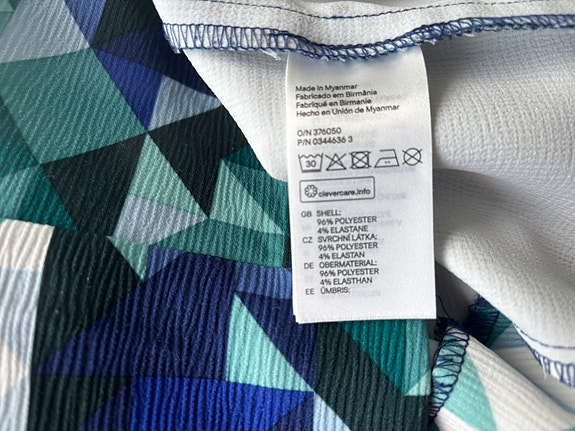 Made in Myanmar
Fabricado em Birmânia
Fabriqué en Birmanie
Hecho en Unión de Myanmar
O/N 376050
P/N 0344636 3
30
clevercare.info
GB SHELL:
96% POLYESTER
4% ELASTANE
CZ SVRCHNÍ LÁTKA:
96% POLYESTER
4% ELASTAN
DE OBERMATERIAL:
96% POLYESTER
4% ELASTHAN
EE ÜMBRIS: